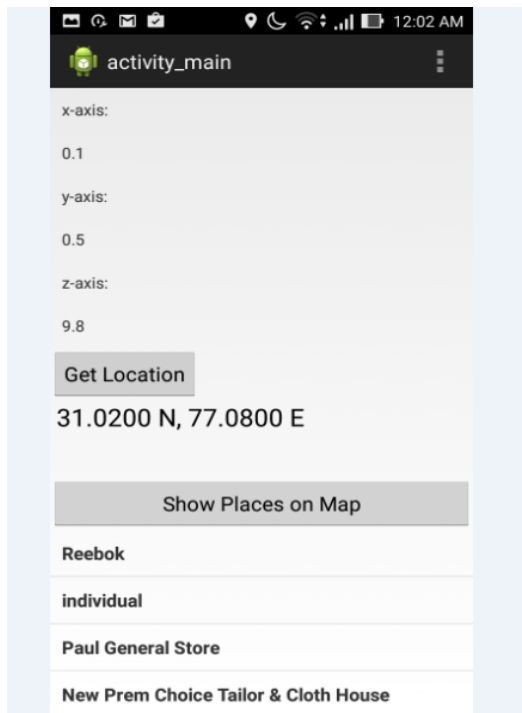 12:02 AM
activity_main
x-axis:
0.1
y-axis:
0.5
z-axis:
9.8
Get Location
31.0200 N, 77.0800 E
Show Places on Map
Reebok
individual
Paul General Store
New Prem Choice Tailor & Cloth House